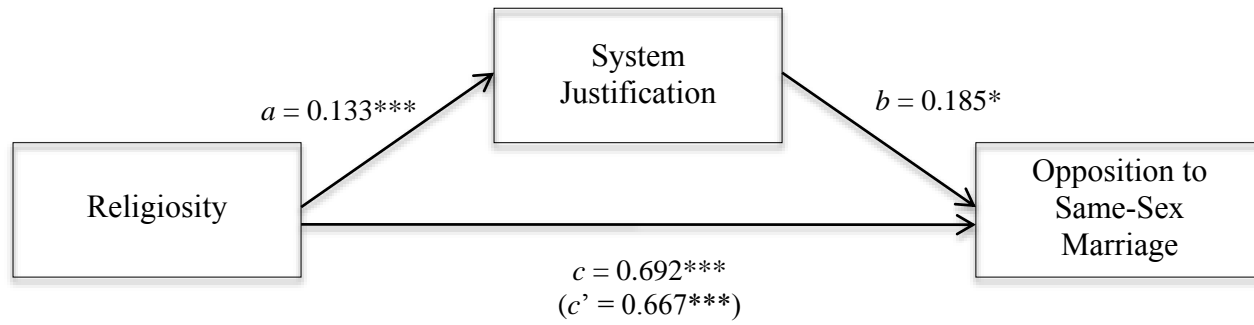 System
Justification
a = 0.133***
b = 0.185*
Religiosity
Opposition to
Same-Sex
Marriage
c = 0.692***
(c’ = 0.667***)